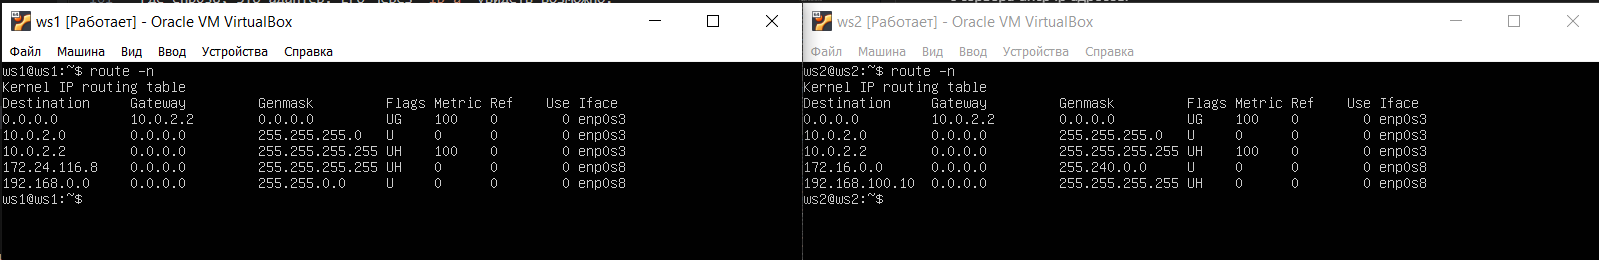 ws1 [Работает] - Oracle VM VirtualBox
Файл Машина Вид Ввод Устройства Справка
ws1@ws1:~$ route -n
Kernel IP routing table
Destination Gateway Genmask Flags Metric Ref Use Iface
0.0.0.0 10.0.2.2 0.0.0.0 UG 100 0 0 enp0s3
10.0.2.0 0.0.0.0 255.255.255.0 U 0 0 0 enp0s3
10.0.2.2 0.0.0.0 255.255.255.255 UH 100 0 0 enp0s3
172.24.116.8 0.0.0.0 255.255.255.255 UH 0 0 0 enp0s8
192.168.0.0 0.0.0.0 255.255.0.0 U 0 0 0 enp0s8
ws1@ws1:~$
ws2 [Работает] - Oracle VM VirtualBox
Файл Машина Вид Ввод Устройства Справка
ws2@ws2:~$ route -n
Kernel IP routing table
Destination Gateway Genmask Flags Metric Ref Use Iface
0.0.0.0 10.0.2.2 0.0.0.0 UG 100 0 0 enp0s3
10.0.2.0 0.0.0.0 255.255.255.0 U 0 0 0 enp0s3
10.0.2.2 0.0.0.0 255.255.255.255 UH 100 0 0 enp0s3
172.16.0.0 0.0.0.0 255.240.0.0 U 0 0 0 enp0s8
192.168.100.10 0.0.0.0 255.255.255.255 UH 0 0 0 enp0s8
ws2@ws2:~$